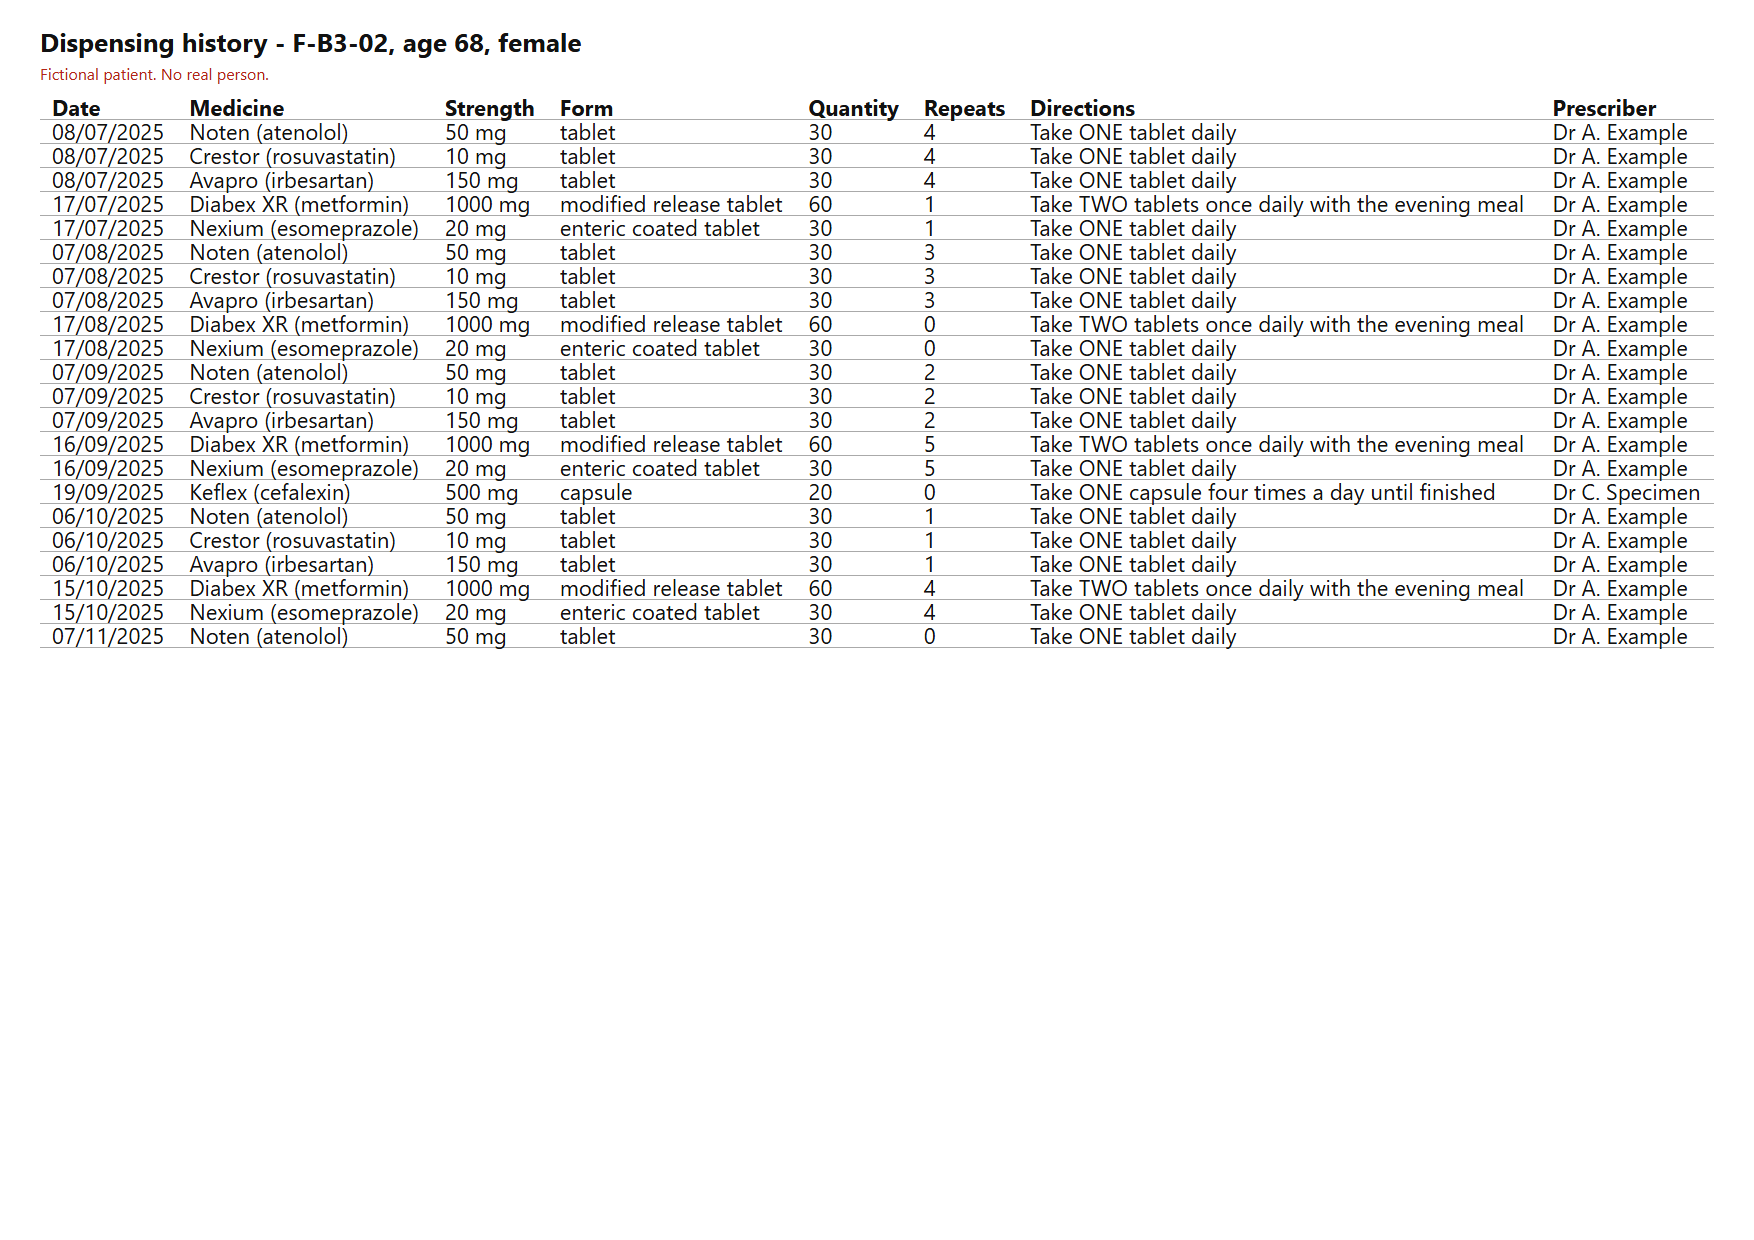 Dispensing history - F-B3-02, age 68, female
Fictional patient. No real person.
Date Medicine Strength Form Quantity Repeats Directions Prescriber
08/07/2025 Noten (atenolol) 50 mg tablet 30 4 Take ONE tablet daily Dr A. Example
08/07/2025 Crestor (rosuvastatin) 10 mg tablet 30 4 Take ONE tablet daily Dr A. Example
08/07/2025 Avapro (irbesartan) 150 mg tablet 30 4 Take ONE tablet daily Dr A. Example
17/07/2025 Diabex XR (metformin) 1000 mg modified release tablet 60 1 Take TWO tablets once daily with the evening meal Dr A. Example
17/07/2025 Nexium (esomeprazole) 20 mg enteric coated tablet 30 1 Take ONE tablet daily Dr A. Example
07/08/2025 Noten (atenolol) 50 mg tablet 30 3 Take ONE tablet daily Dr A. Example
07/08/2025 Crestor (rosuvastatin) 10 mg tablet 30 3 Take ONE tablet daily Dr A. Example
07/08/2025 Avapro (irbesartan) 150 mg tablet 30 3 Take ONE tablet daily Dr A. Example
17/08/2025 Diabex XR (metformin) 1000 mg modified release tablet 60 0 Take TWO tablets once daily with the evening meal Dr A. Example
17/08/2025 Nexium (esomeprazole) 20 mg enteric coated tablet 30 0 Take ONE tablet daily Dr A. Example
07/09/2025 Noten (atenolol) 50 mg tablet 30 2 Take ONE tablet daily Dr A. Example
07/09/2025 Crestor (rosuvastatin) 10 mg tablet 30 2 Take ONE tablet daily Dr A. Example
07/09/2025 Avapro (irbesartan) 150 mg tablet 30 2 Take ONE tablet daily Dr A. Example
16/09/2025 Diabex XR (metformin) 1000 mg modified release tablet 60 5 Take TWO tablets once daily with the evening meal Dr A. Example
16/09/2025 Nexium (esomeprazole) 20 mg enteric coated tablet 30 5 Take ONE tablet daily Dr A. Example
19/09/2025 Keflex (cefalexin) 500 mg capsule 20 0 Take ONE capsule four times a day until finished Dr C. Specimen
06/10/2025 Noten (atenolol) 50 mg tablet 30 1 Take ONE tablet daily Dr A. Example
06/10/2025 Crestor (rosuvastatin) 10 mg tablet 30 1 Take ONE tablet daily Dr A. Example
06/10/2025 Avapro (irbesartan) 150 mg tablet 30 1 Take ONE tablet daily Dr A. Example
15/10/2025 Diabex XR (metformin) 1000 mg modified release tablet 60 4 Take TWO tablets once daily with the evening meal Dr A. Example
15/10/2025 Nexium (esomeprazole) 20 mg enteric coated tablet 30 4 Take ONE tablet daily Dr A. Example
07/11/2025 Noten (atenolol) 50 mg tablet 30 0 Take ONE tablet daily Dr A. Example